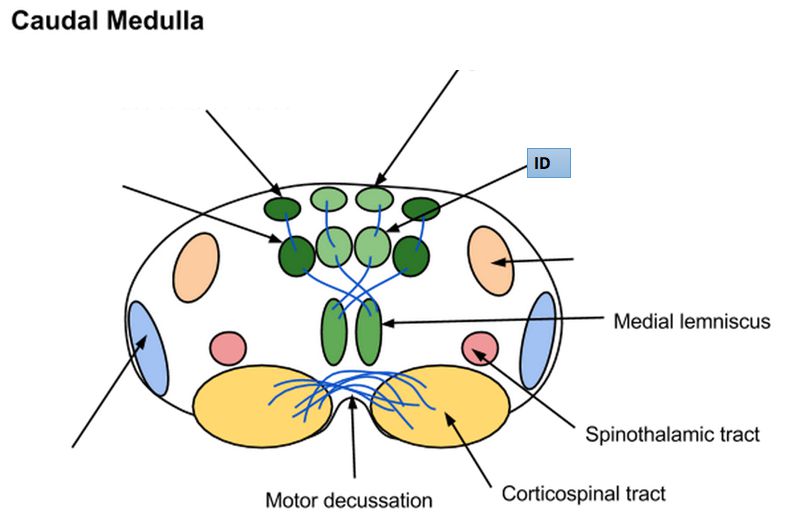 Caudal Medulla
ID
Medial lemniscus
Spinothalamic tract
Corticospinal tract
Motor decussation